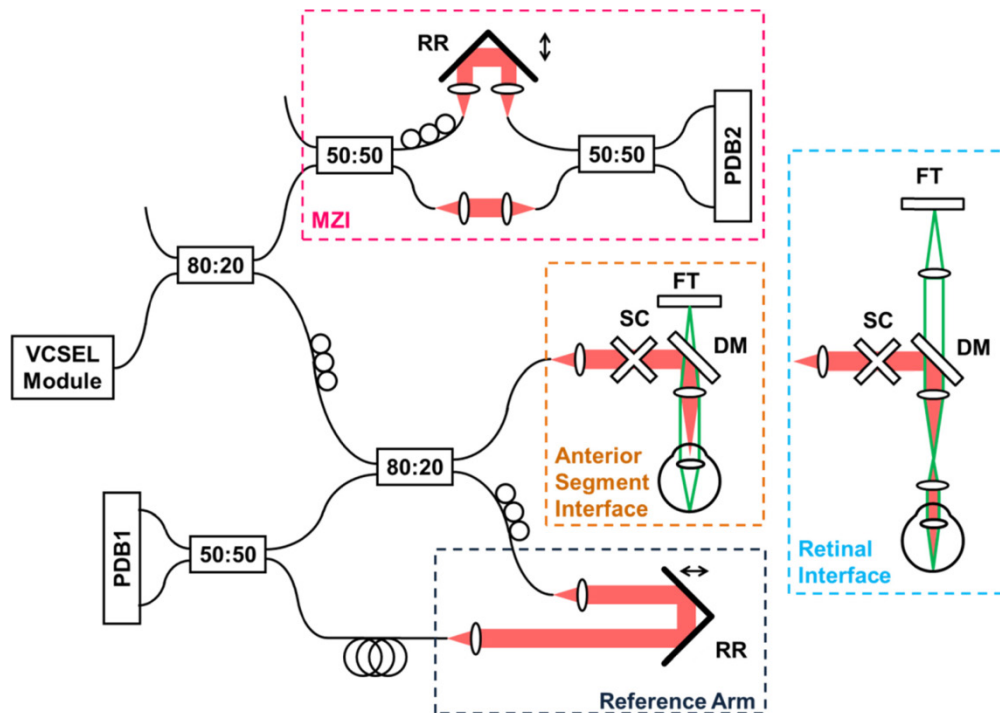 RR
50:50
50:50
PDB2
MZI
80:20
VCSEL
Module
FT
SC
DM
Anterior
Segment
Interface
FT
SC
DM
Retinal
Interface
80:20
PDB1
50:50
RR
Reference Arm